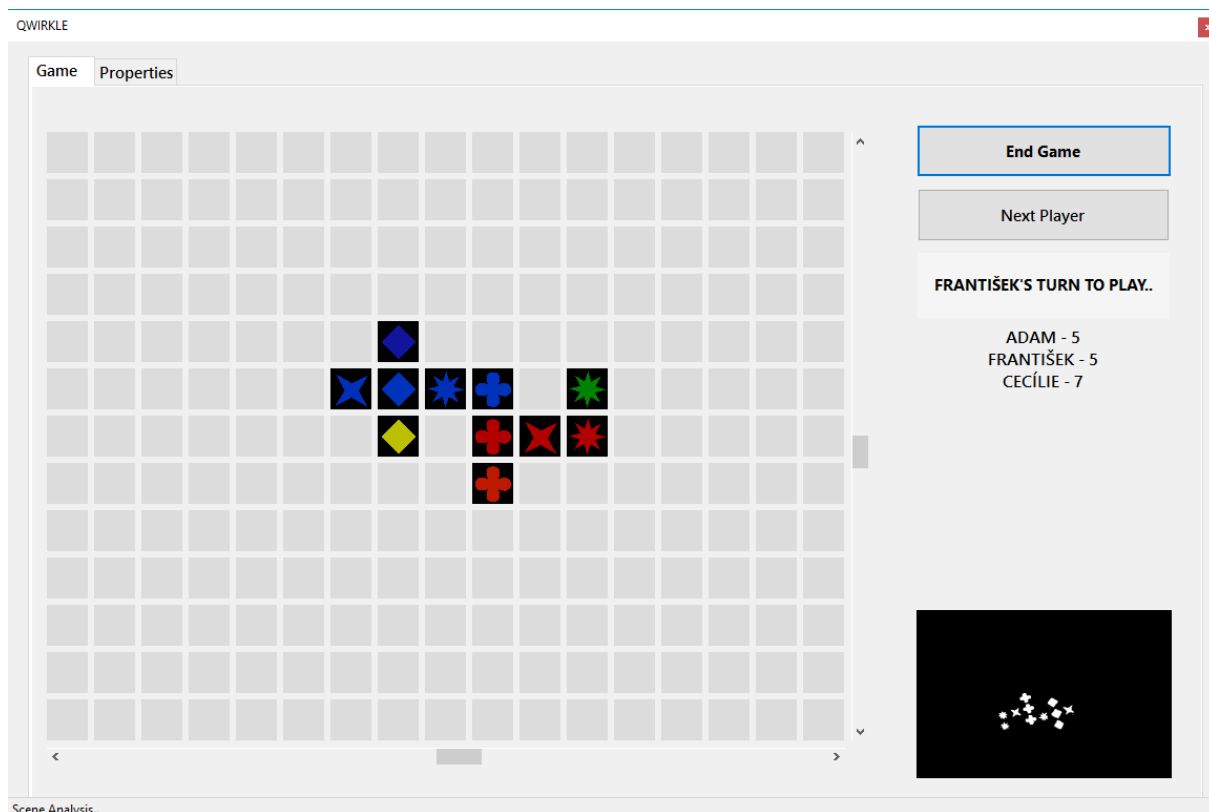 QWIRKLE
Game
Properties
End Game
Next Player
FRANTIŠEK'S TURN TO PLAY..
ADAM - 5
FRANTIŠEK - 5
CECÍLIE - 7
Scene Analysis..